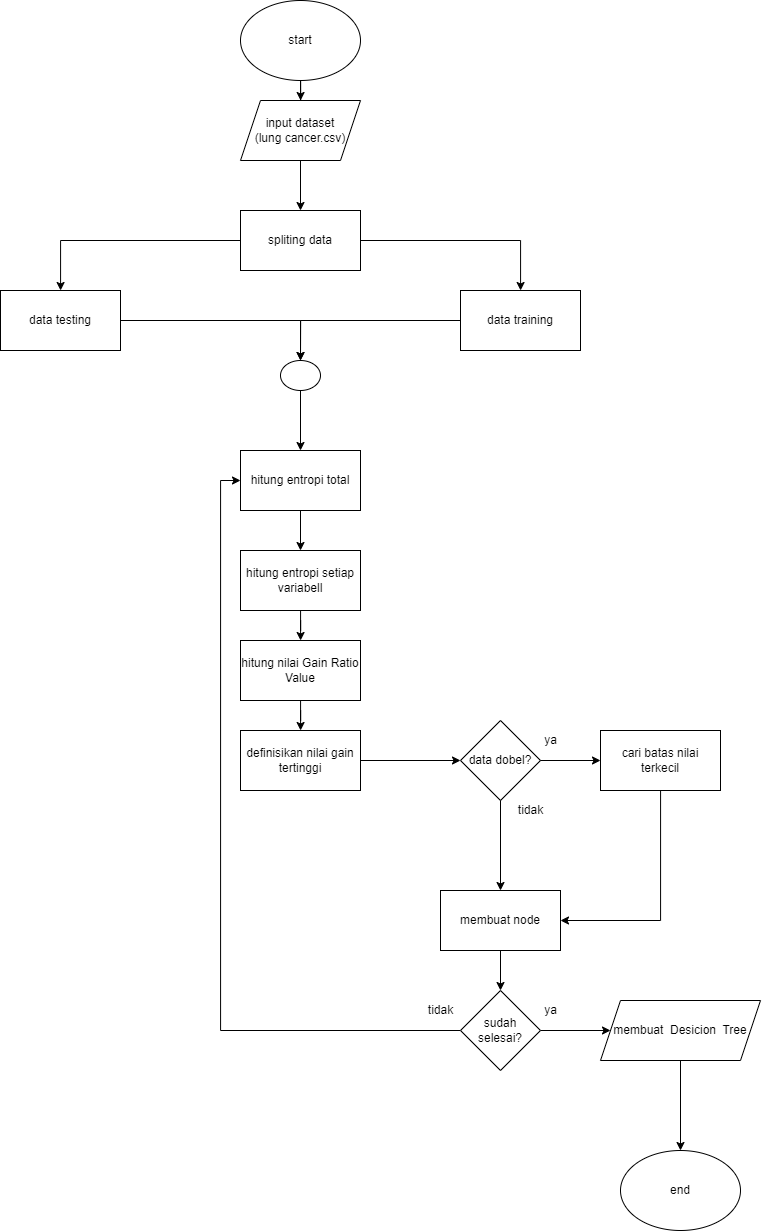 start
input dataset
(lung cancer.csv)
spliting data
data testing
data training
hitung entropi total
hitung entropi setiap
variabell
hitung nilai Gain Ratio
Value
definisikan nilai gain
tertinggi
data dobel?
ya
cari batas nilai
terkecil
tidak
membuat node
tidak
sudah
selesai?
ya
membuat Desicion Tree
end